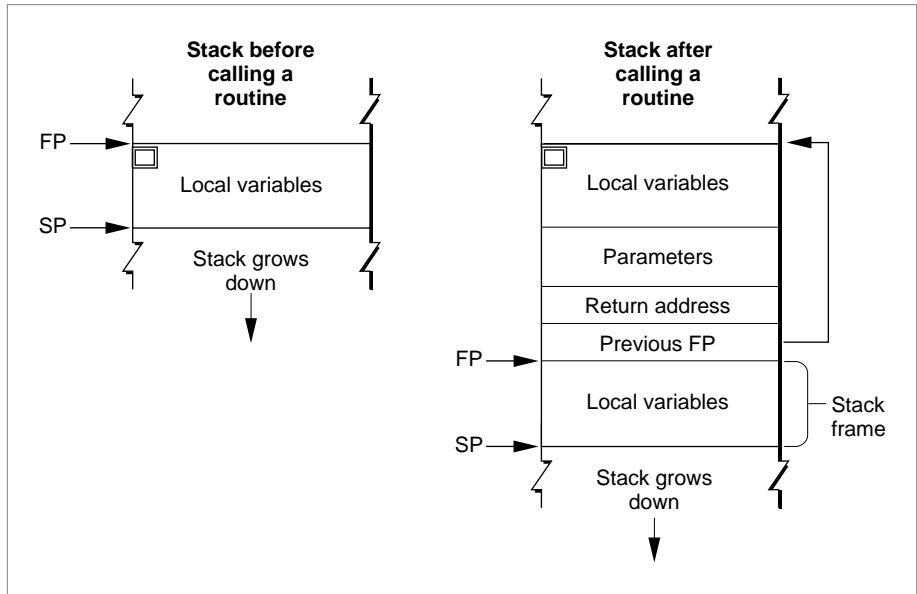 Stack before
calling a
routine
FP
Local variables
SP
Stack grows
down
Stack after
calling a
routine
Local variables
Parameters
Return address
Previous FP
FP
Local variables
Stack
frame
SP
Stack grows
down